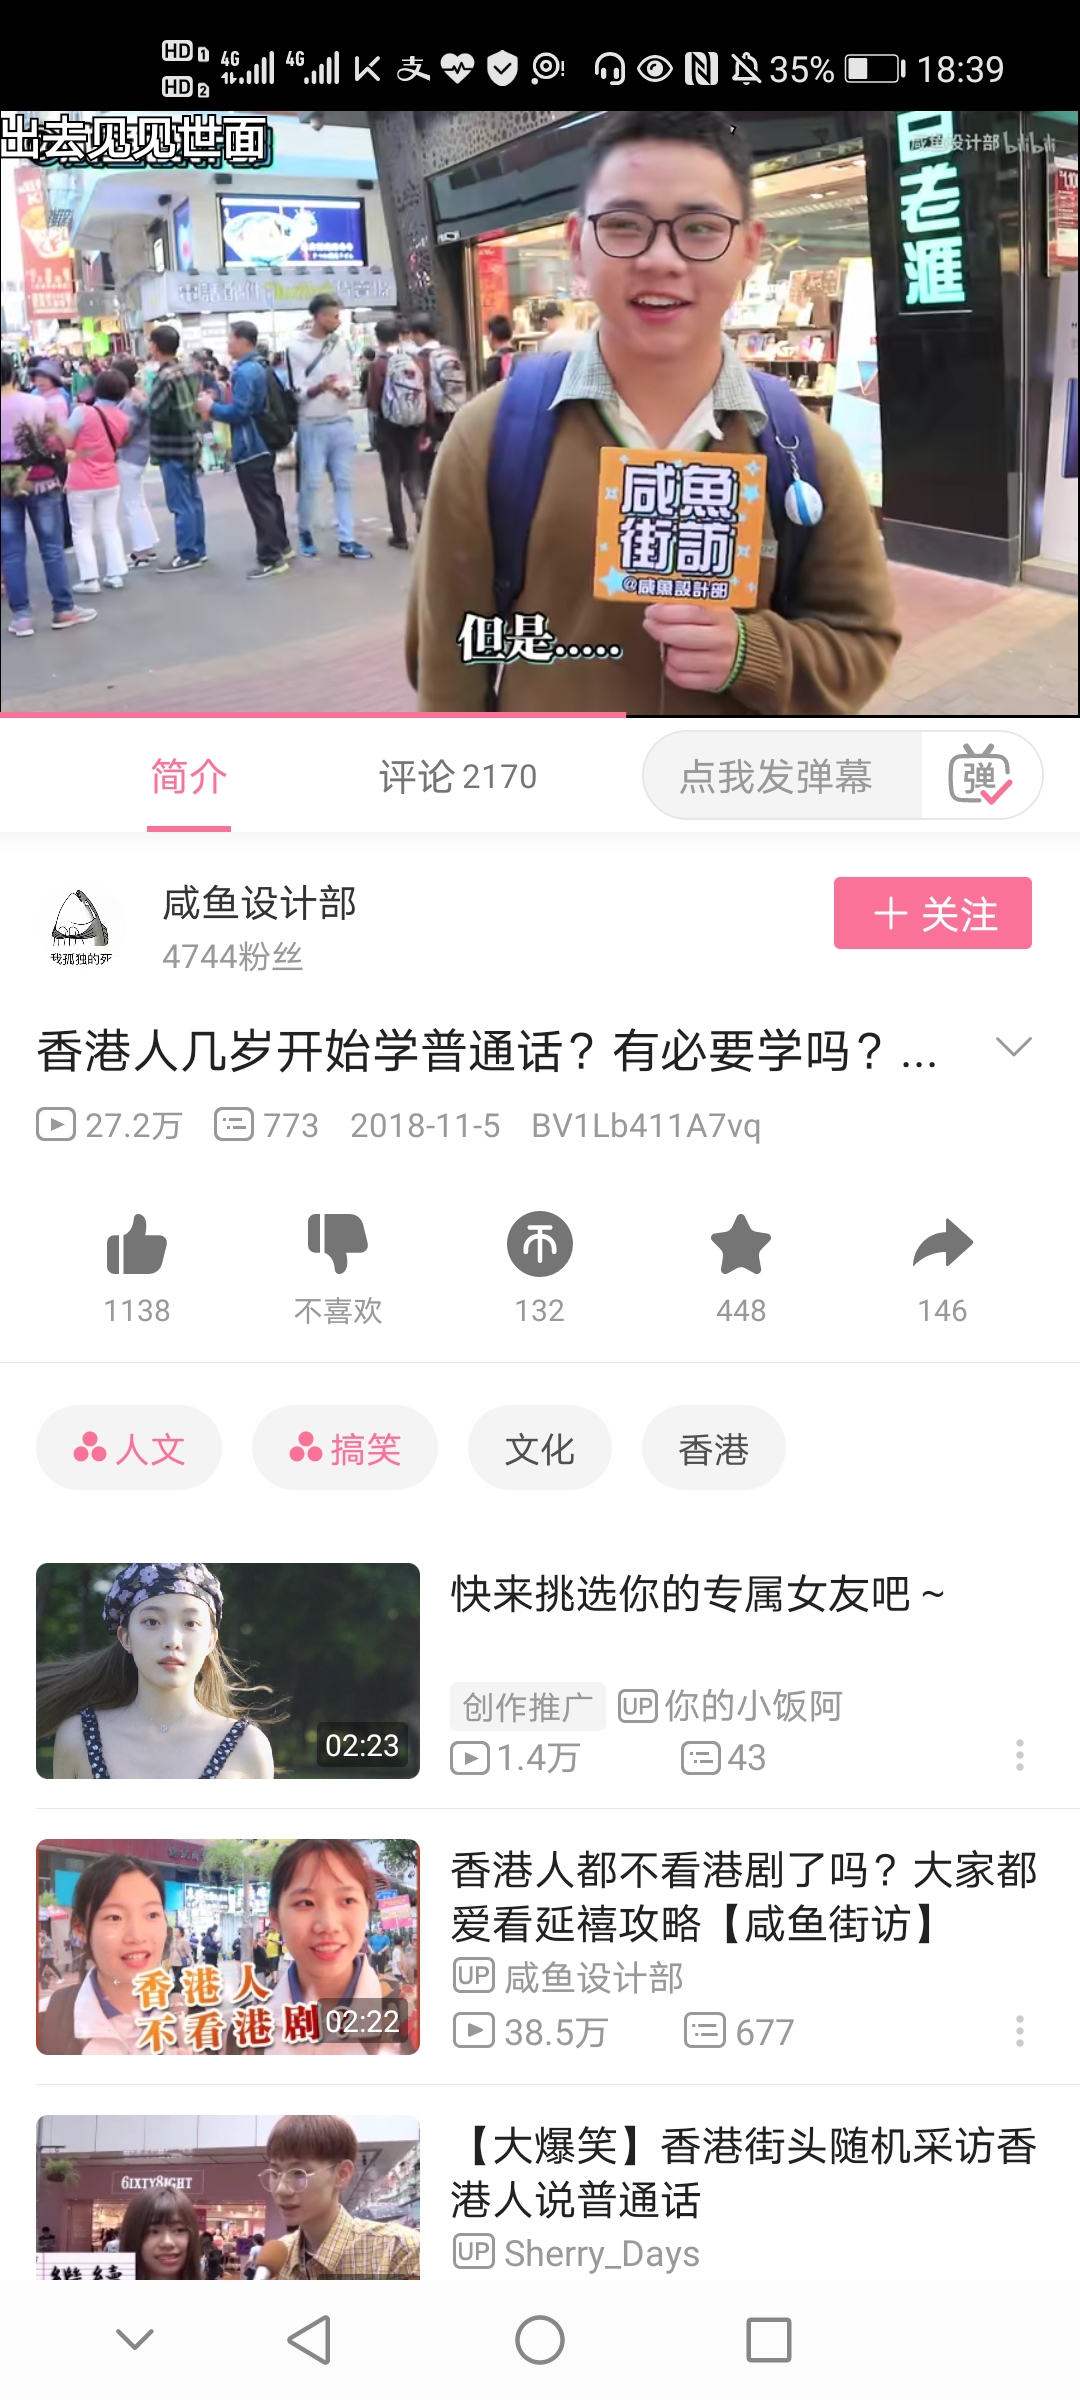 HD 1 4G 4G 支 35% 18:39
HD 2
出去见见世面
咸鱼设计部 bilibili
白老滙
咸魚
街訪
@咸魚設計部
但是.....
简介 评论 2170 点我发弹幕 弹
咸鱼设计部 + 关注
4744粉丝
我孤独的死
香港人几岁开始学普通话？有必要学吗？...
27.2万 773 2018-11-5 BV1Lb411A7vq
1138 不喜欢 132 448 146
人文 搞笑 文化 香港
快来挑选你的专属女友吧 ~
创作推广 UP 你的小饭阿
02:23
1.4万 43
香港人都不看港剧了吗？大家都
爱看延禧攻略【咸鱼街访】
UP 咸鱼设计部
香港人
不看港剧?
02:22
38.5万 677
【大爆笑】香港街头随机采访香
港人说普通话
6IXTY8IGHT
UP Sherry_Days